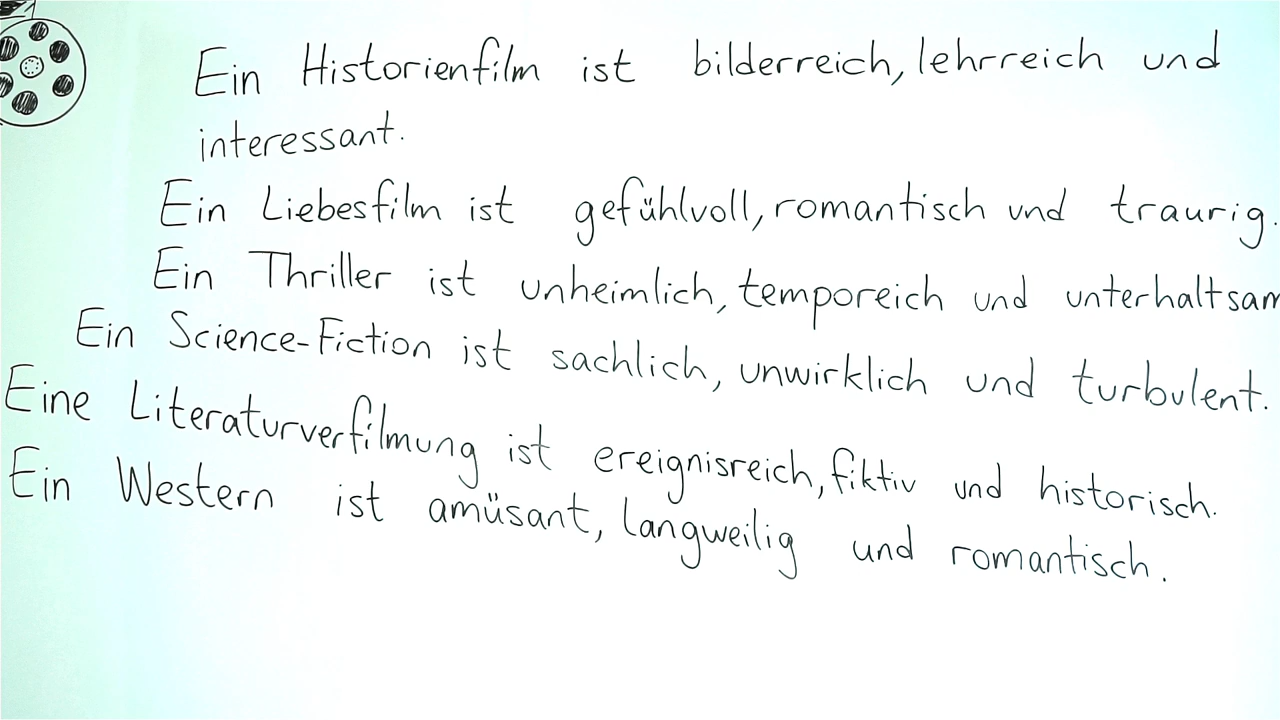 Ein Historienfilm ist bilderreich, lehrreich und
interessant.
Ein Liebesfilm ist gefühlvoll, romantisch und traurig.
Ein Thriller ist unheimlich, temporeich und unterhaltsam
Ein Science-Fiction ist sachlich, unwirklich und turbulent.
Eine Literaturverfilmung ist ereignisreich, fiktiv und historisch.
Ein Western ist amüsant, langweilig und romantisch.